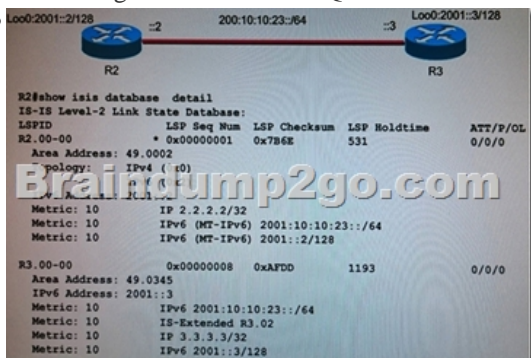 Loo0:2001::2/128
200:10:10:23::/64
Loo0:2001::3/128
::2
::3
R2
R3
R2#show isis database detail
IS-IS Level-2 Link State Database:
LSPID LSP Seq Num LSP Checksum LSP Holdtime ATT/P/OL
R2.00-00 * 0x00000001 0x7B6E 531 0/0/0
Area Address: 49.0002
Topology: IPv4
Braindump2go.com
Metric: 10 IP 2.2.2.2/32
Metric: 10 IPv6 (MT-IPv6) 2001:10:10:23::/64
Metric: 10 IPv6 (MT-IPv6) 2001::2/128
R3.00-00 0x00000008 0xAFDD 1193 0/0/0
Area Address: 49.0345
IPv6 Address: 2001::3
Metric: 10 IPv6 2001:10:10:23::/64
Metric: 10 IS-Extended R3.02
Metric: 10 IP 3.3.3.3/32
Metric: 10 IPv6 2001::3/128